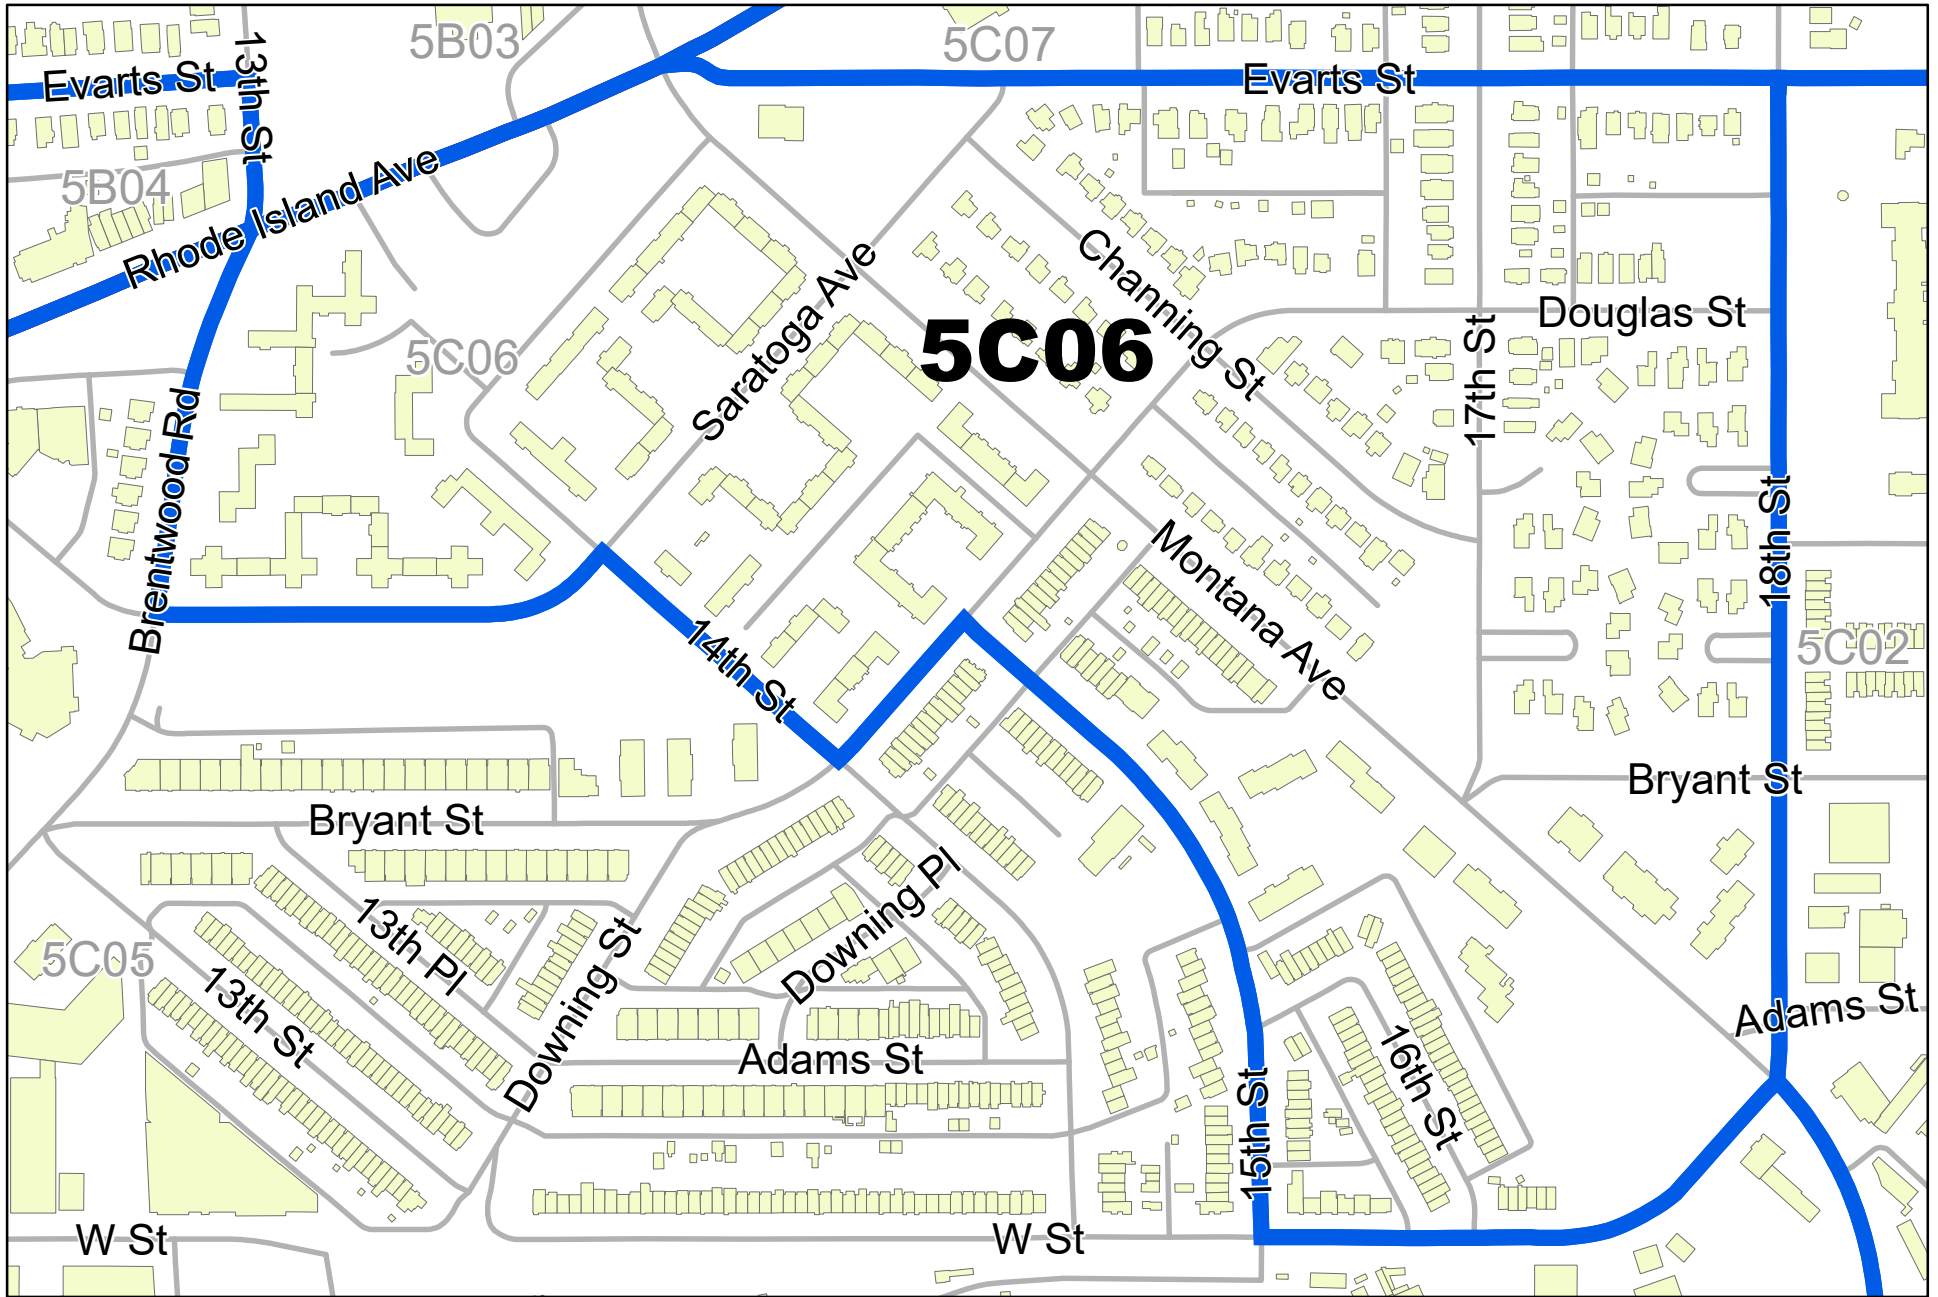 5B03
5C07
13th St
Evarts St
Evarts St
5B04
Rhode Island Ave
Saratoga Ave
Channing St
5C06
5C06
Douglas St
17th St
Brentwood Rd
18th St
Montana Ave
14th St
5C02
Bryant St
Bryant St
Downing Pl
13th Pl
5C05
Downing St
13th St
Adams St
Adams St
16th St
15th St
W St
W St